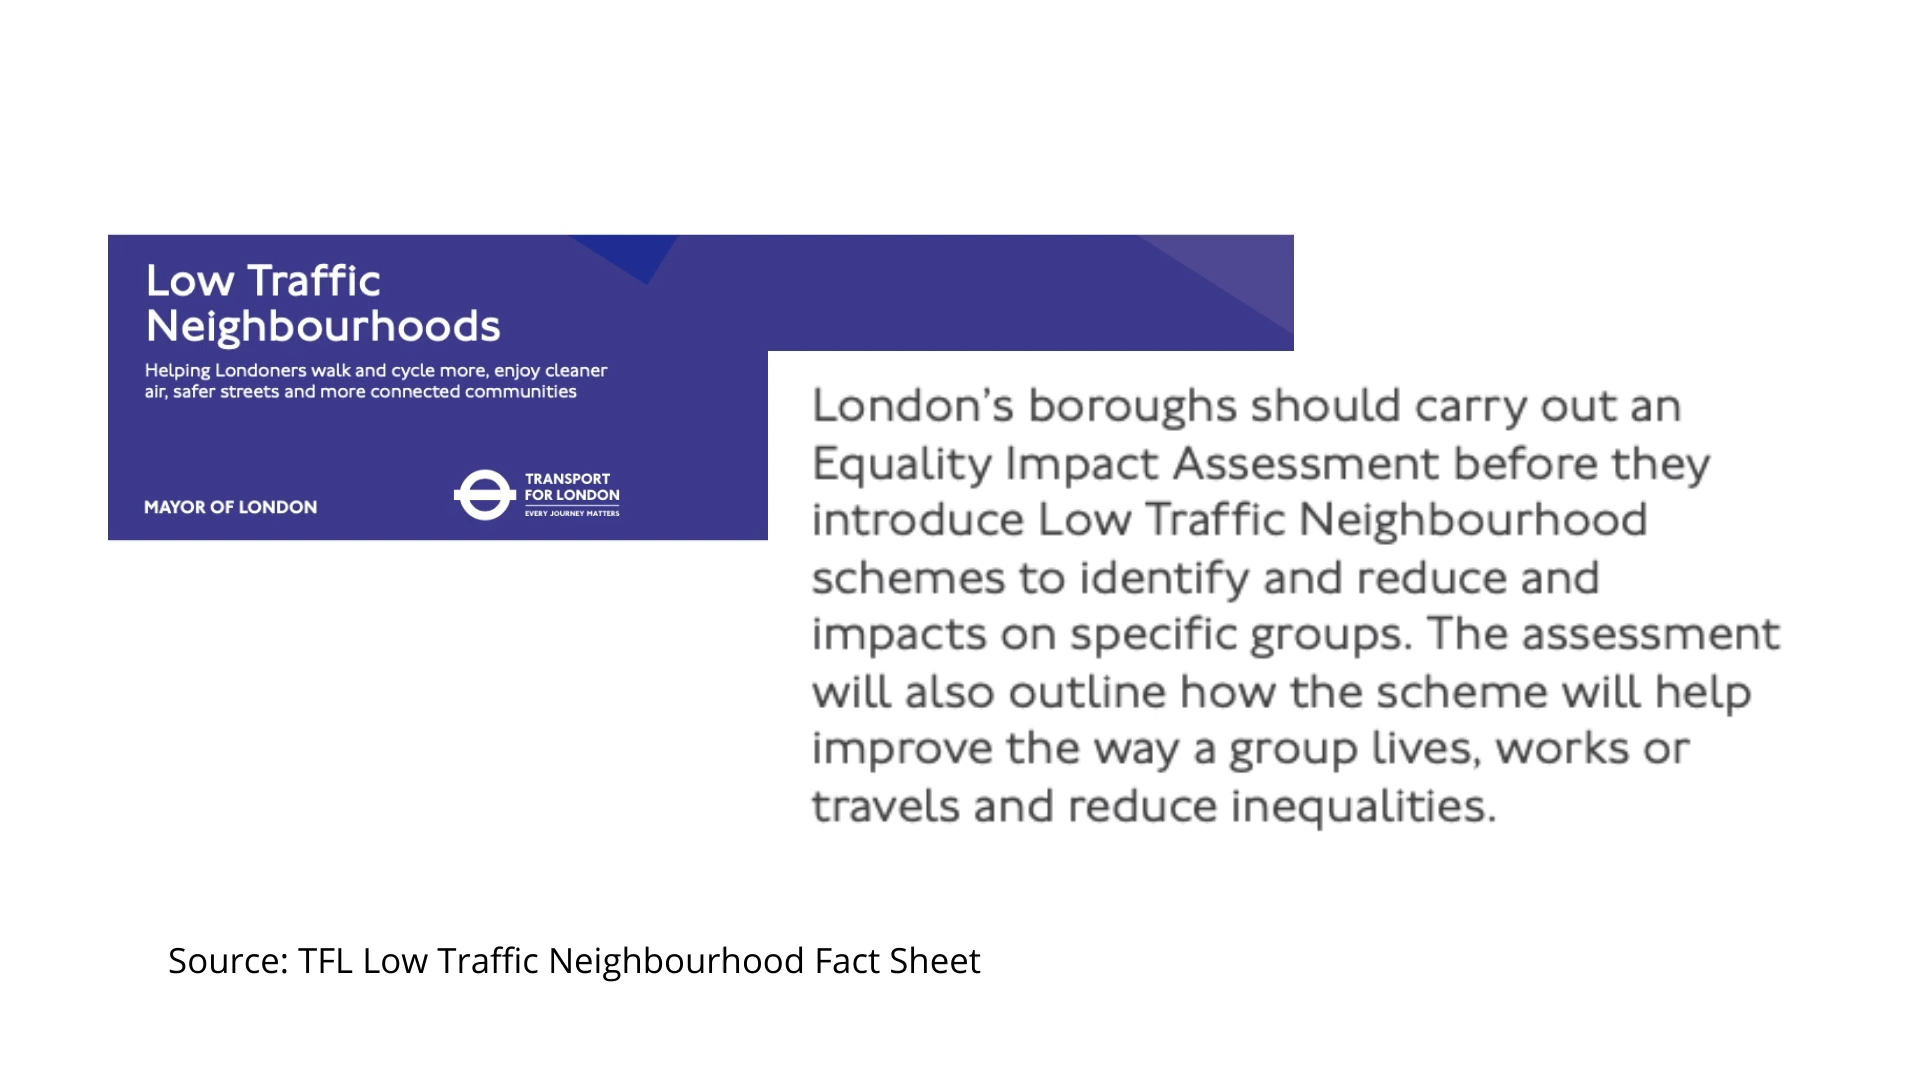 Low Traffic
Neighbourhoods
Helping Londoners walk and cycle more, enjoy cleaner
air, safer streets and more connected communities
MAYOR OF LONDON
TRANSPORT
FOR LONDON
EVERY JOURNEY MATTERS
London’s boroughs should carry out an
Equality Impact Assessment before they
introduce Low Traffic Neighbourhood
schemes to identify and reduce and
impacts on specific groups. The assessment
will also outline how the scheme will help
improve the way a group lives, works or
travels and reduce inequalities.
Source: TFL Low Traffic Neighbourhood Fact Sheet